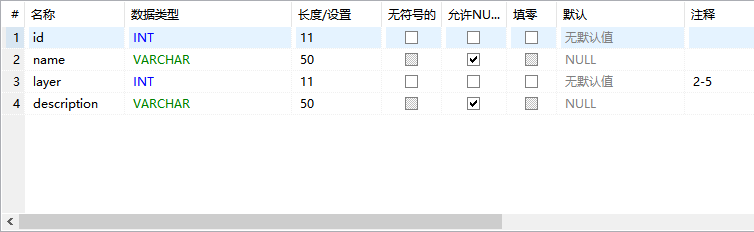 # 名称 数据类型 长度/设置 无符号的 允许NU... 填零 默认 注释
1 id INT 11 无默认值
2 name VARCHAR 50 NULL
3 layer INT 11 无默认值 2-5
4 description VARCHAR 50 NULL